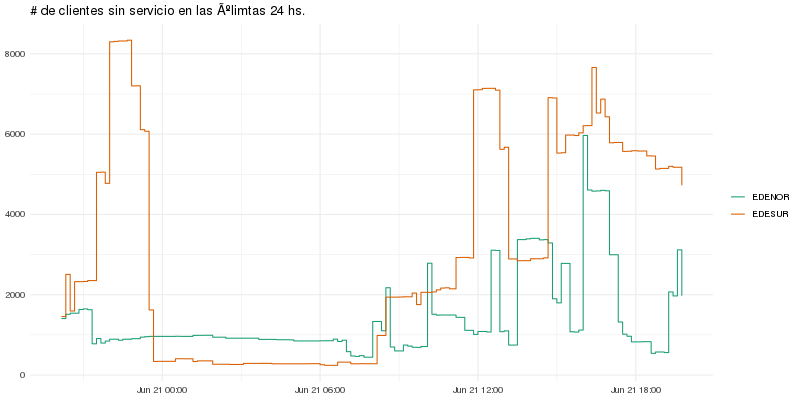 # de clientes sin servicio en las Ãºlimtas 24 hs.
8000
6000
4000
2000
0
Jun 21 00:00
Jun 21 06:00
Jun 21 12:00
Jun 21 18:00
EDENOR
EDESUR